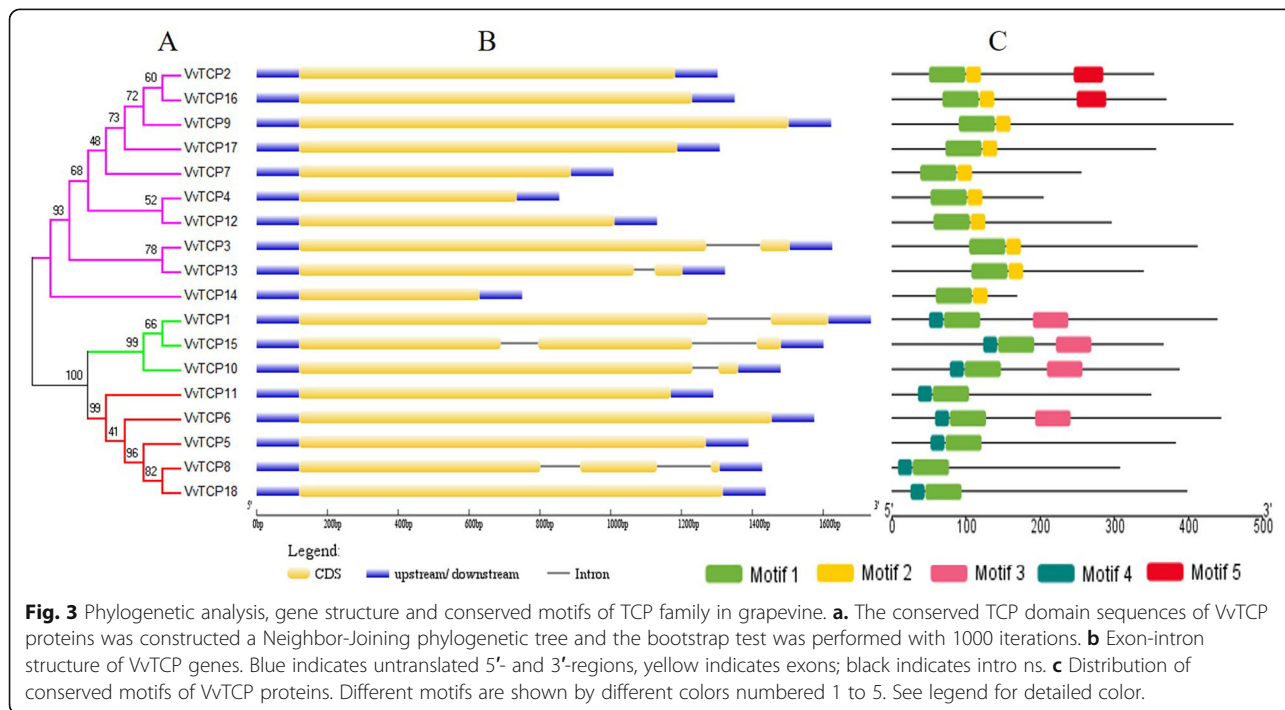 A
B
C
60
VvTCP2
72
VvTCP16
73
VvTCP9
48
VvTCP17
68
VvTCP7
93
52
VvTCP4
VvTCP12
78
VvTCP3
VvTCP13
VvTCP14
66
VvTCP1
99
VvTCP15
100
VvTCP10
99
VvTCP11
41
VvTCP6
96
VvTCP5
82
VvTCP8
VvTCP18
5' 3'
0bp 200bp 400bp 600bp 800bp 1000bp 1200bp 1400bp 1600bp
5' 3'
0 100 200 300 400 500
Legend:
CDS upstream/ downstream Intron
Motif 1 Motif 2 Motif 3 Motif 4 Motif 5
Fig. 3 Phylogenetic analysis, gene structure and conserved motifs of TCP family in grapevine. a. The conserved TCP domain sequences of VvTCP
proteins was constructed a Neighbor-Joining phylogenetic tree and the bootstrap test was performed with 1000 iterations. b Exon-intron
structure of VvTCP genes. Blue indicates untranslated 5′- and 3′-regions, yellow indicates exons; black indicates intro ns. c Distribution of
conserved motifs of VvTCP proteins. Different motifs are shown by different colors numbered 1 to 5. See legend for detailed color.